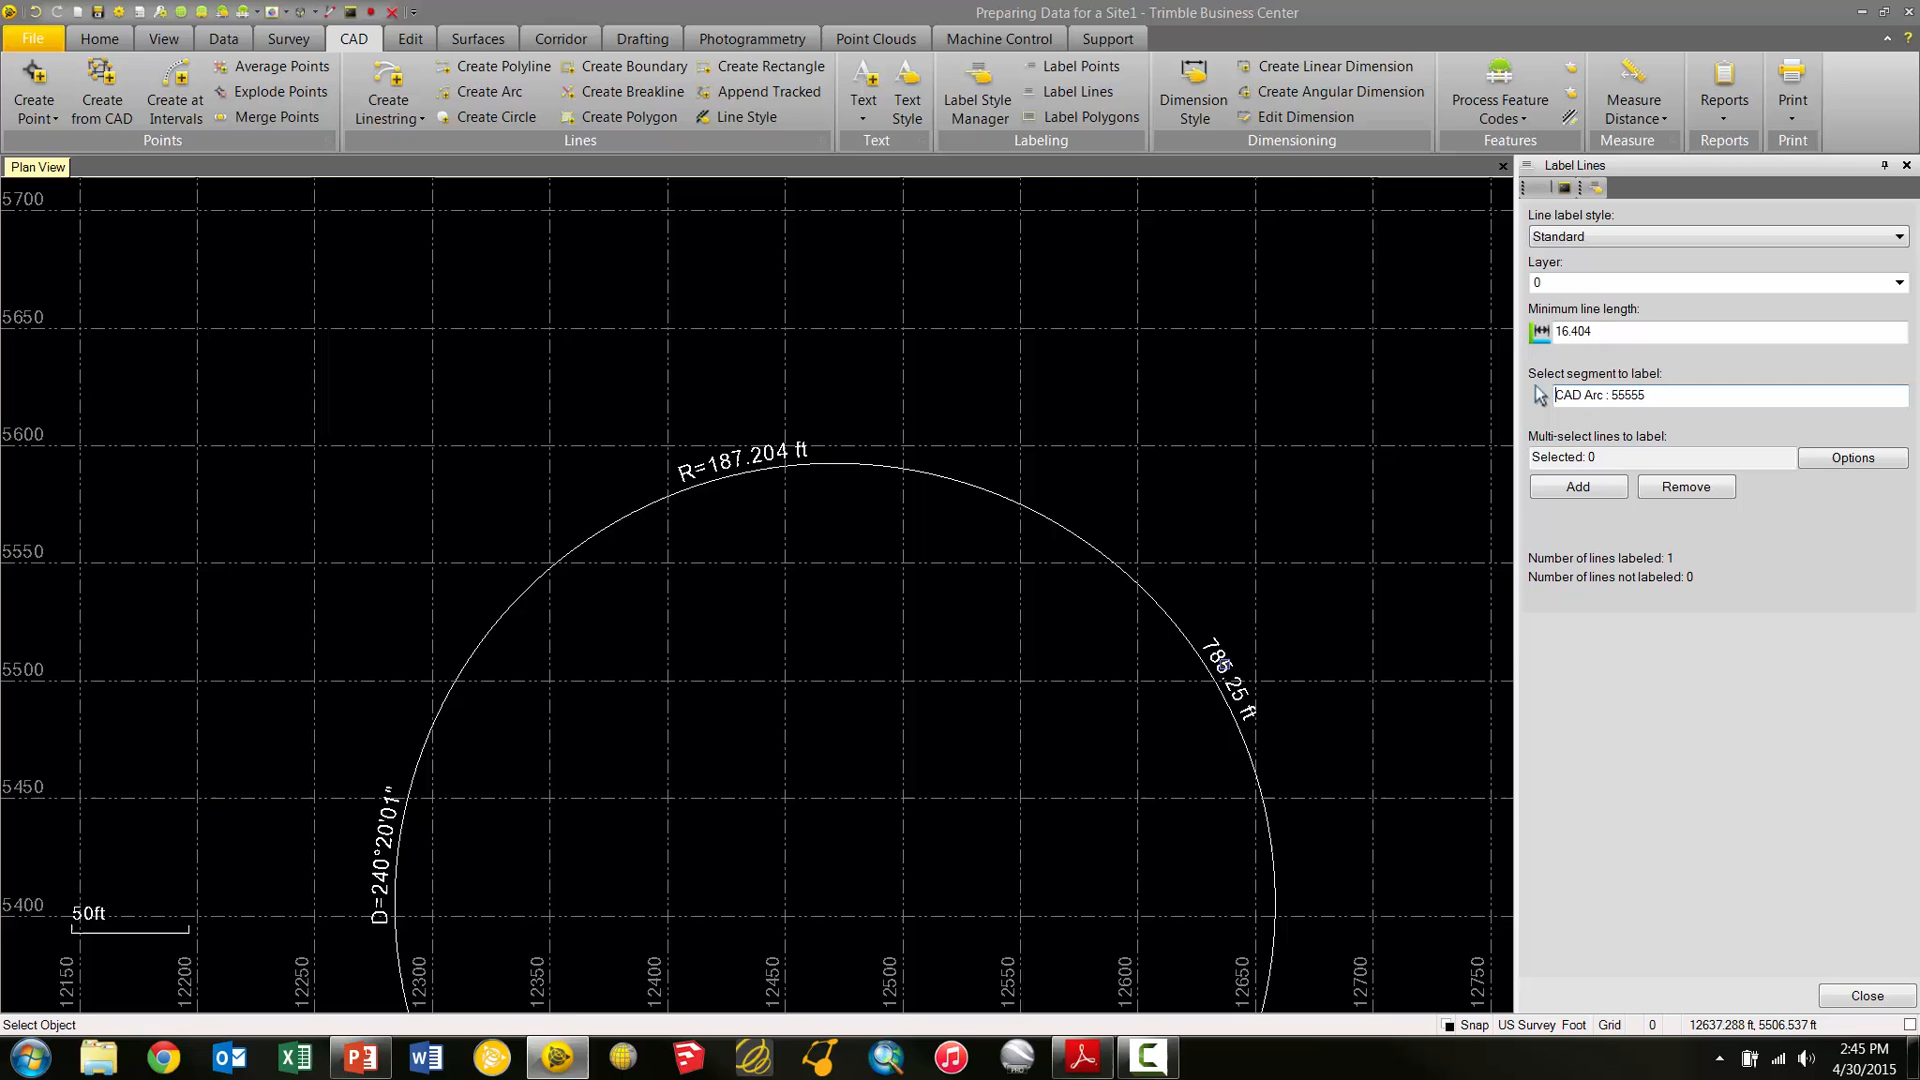 Preparing Data for a Site1 - Trimble Business Center
File Home View Data Survey CAD Edit Surfaces Corridor Drafting Photogrammetry Point Clouds Machine Control Support
Create Point
Create from CAD
Create at Intervals
Average Points
Explode Points
Merge Points
Points
Create Linestring
Create Polyline
Create Arc
Create Circle
Create Boundary
Create Breakline
Create Polygon
Create Rectangle
Append Tracked
Line Style
Lines
Text
Text Style
Text
Label Style Manager
Label Points
Label Lines
Label Polygons
Labeling
Dimension Style
Create Linear Dimension
Create Angular Dimension
Edit Dimension
Dimensioning
Process Feature Codes
Features
Measure Distance
Measure
Reports
Reports
Print
Print
Plan View
5700
5650
5600
5550
5500
5450
5400
R=187.204 ft
785.25 ft
D=240°20'01"
50ft
12150 12200 12250 12300 12350 12400 12450 12500 12550 12600 12650 12700 12750
Label Lines
Line label style:
Standard
Layer:
0
Minimum line length:
16.404
Select segment to label:
CAD Arc : 55555
Multi-select lines to label:
Selected: 0
Options
Add Remove
Number of lines labeled: 1
Number of lines not labeled: 0
Close
Select Object
Snap US Survey Foot Grid 0 12637.288 ft, 5506.537 ft
2:45 PM
4/30/2015
PRO